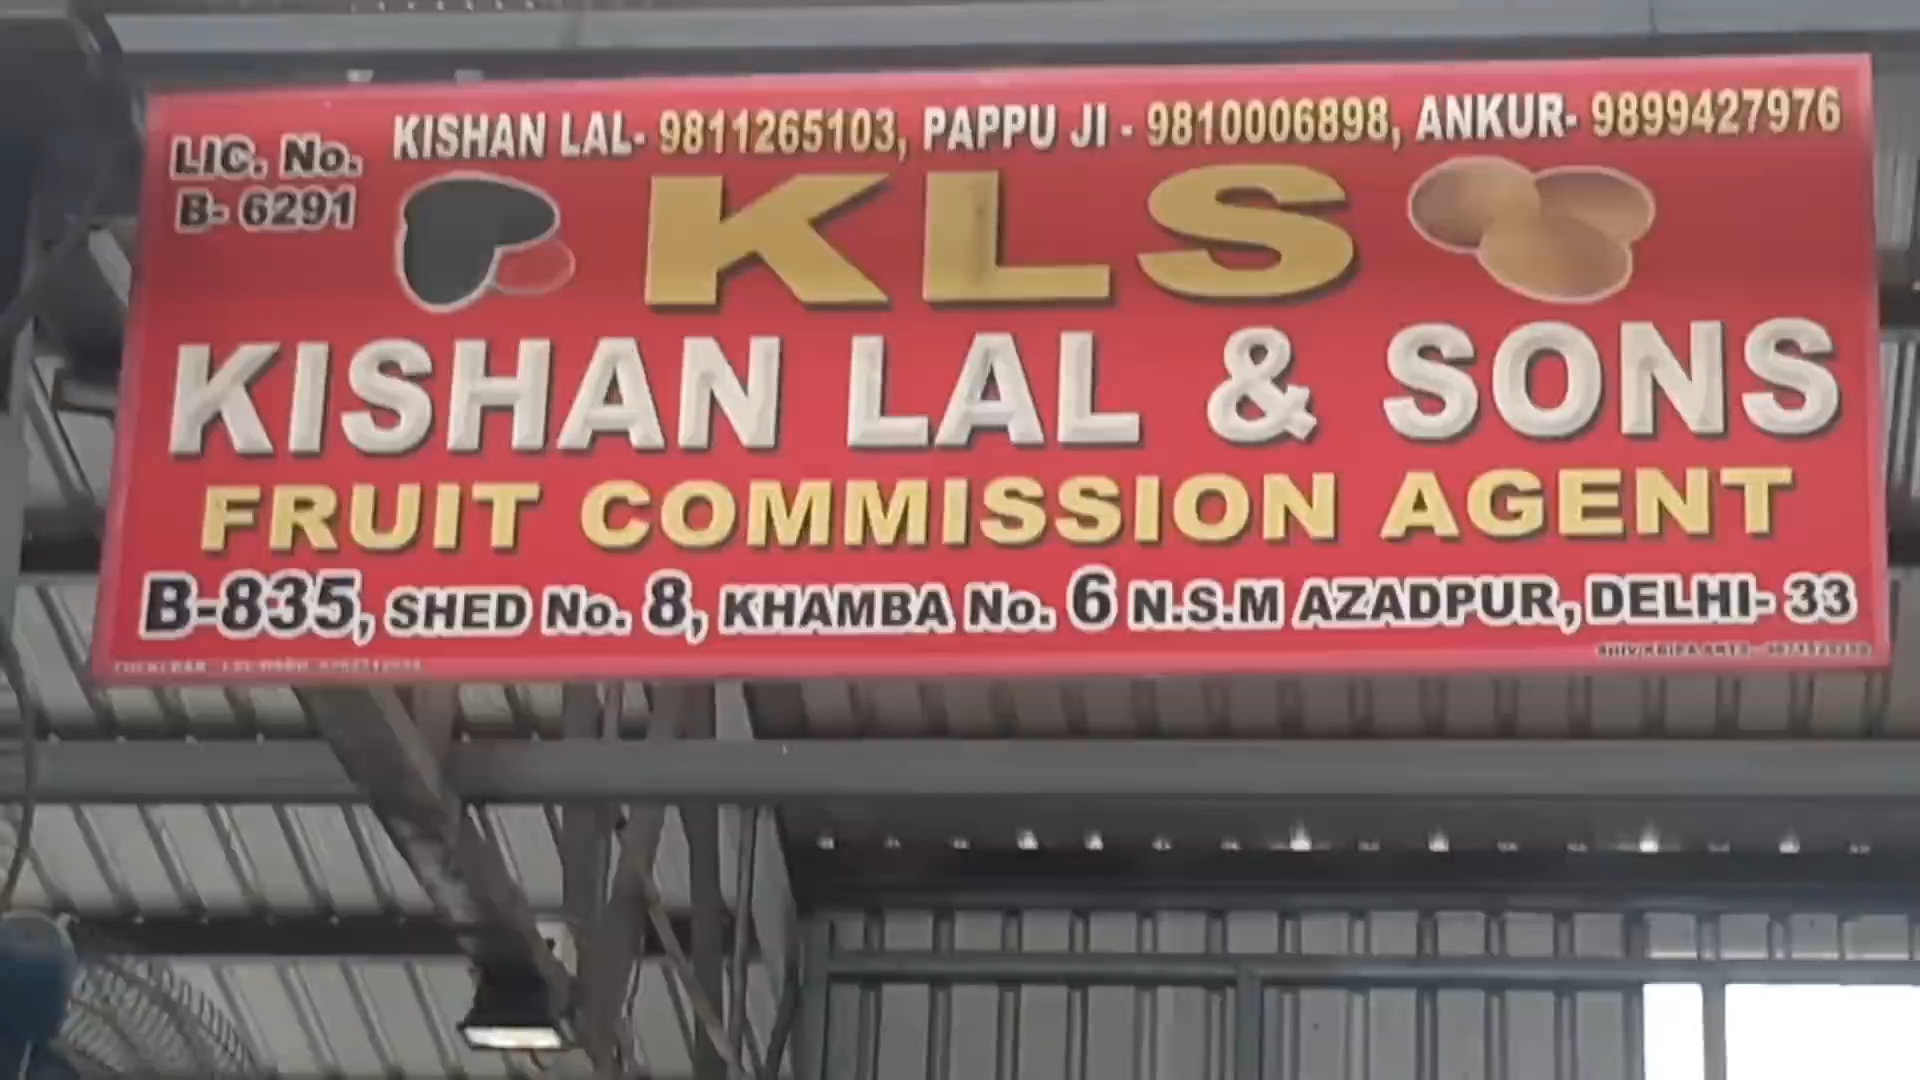 KISHAN LAL- 9811265103, PAPPU JI - 9810006898, ANKUR- 9899427976
LIC. No.
B- 6291
KLS
KISHAN LAL & SONS
FRUIT COMMISSION AGENT
B-835, SHED No. 8, KHAMBA No. 6 N.S.M AZADPUR, DELHI- 33